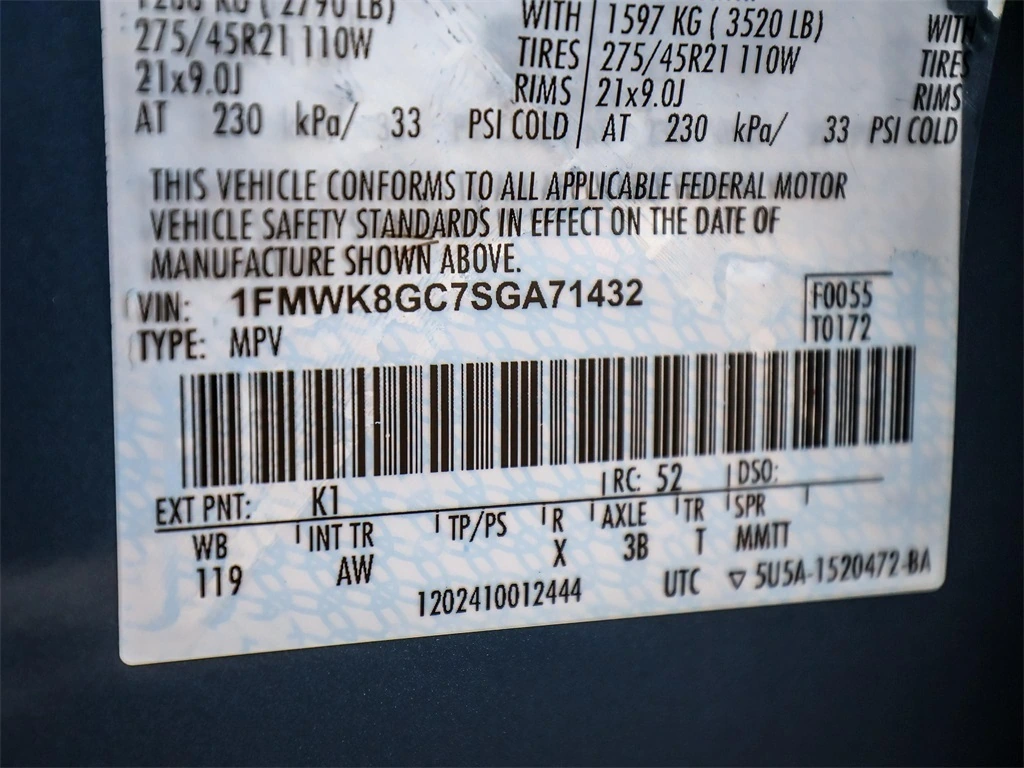 1266 KG ( 2790 LB) WITH 1597 KG ( 3520 LB) WITH
275/45R21 110W TIRES 275/45R21 110W TIRES
21x9.0J RIMS 21x9.0J RIMS
AT 230 kPa/ 33 PSI COLD AT 230 kPa/ 33 PSI COLD
THIS VEHICLE CONFORMS TO ALL APPLICABLE FEDERAL MOTOR
VEHICLE SAFETY STANDARDS IN EFFECT ON THE DATE OF
MANUFACTURE SHOWN ABOVE.
VIN: 1FMWK8GC7SGA71432 F0055
TYPE: MPV T0172
EXT PNT: K1 RC: 52 DSO:
WB INT TR TP/PS R AXLE TR SPR
119 AW X 3B T MMTT
1202410012444 UTC ▽ 5U5A-1520472-BA